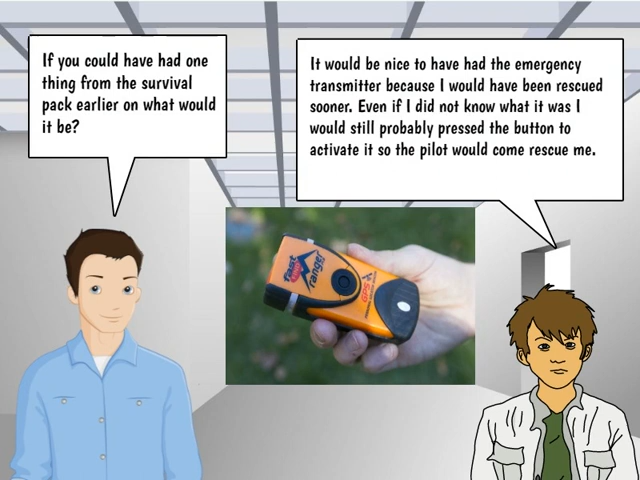 If you could have had one
thing from the survival
pack earlier on what would
it be?
It would be nice to have had the emergency
transmitter because I would have been rescued
sooner. Even if I did not know what it was I
would still probably pressed the button to
activate it so the pilot would come rescue me.
fast
find
ranger
GPS